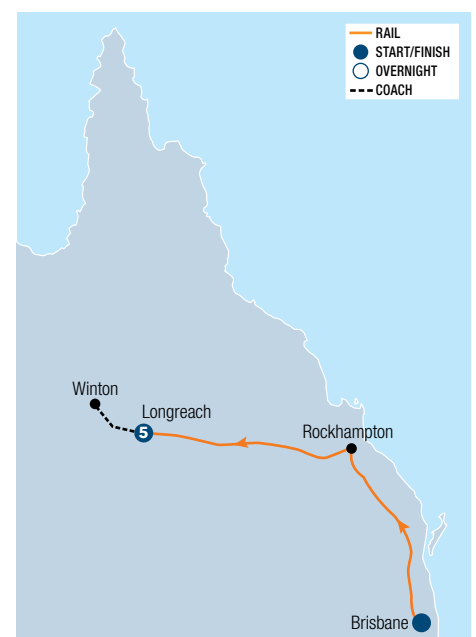 RAIL
START/FINISH
OVERNIGHT
COACH
Winton
Longreach
5
Rockhampton
Brisbane